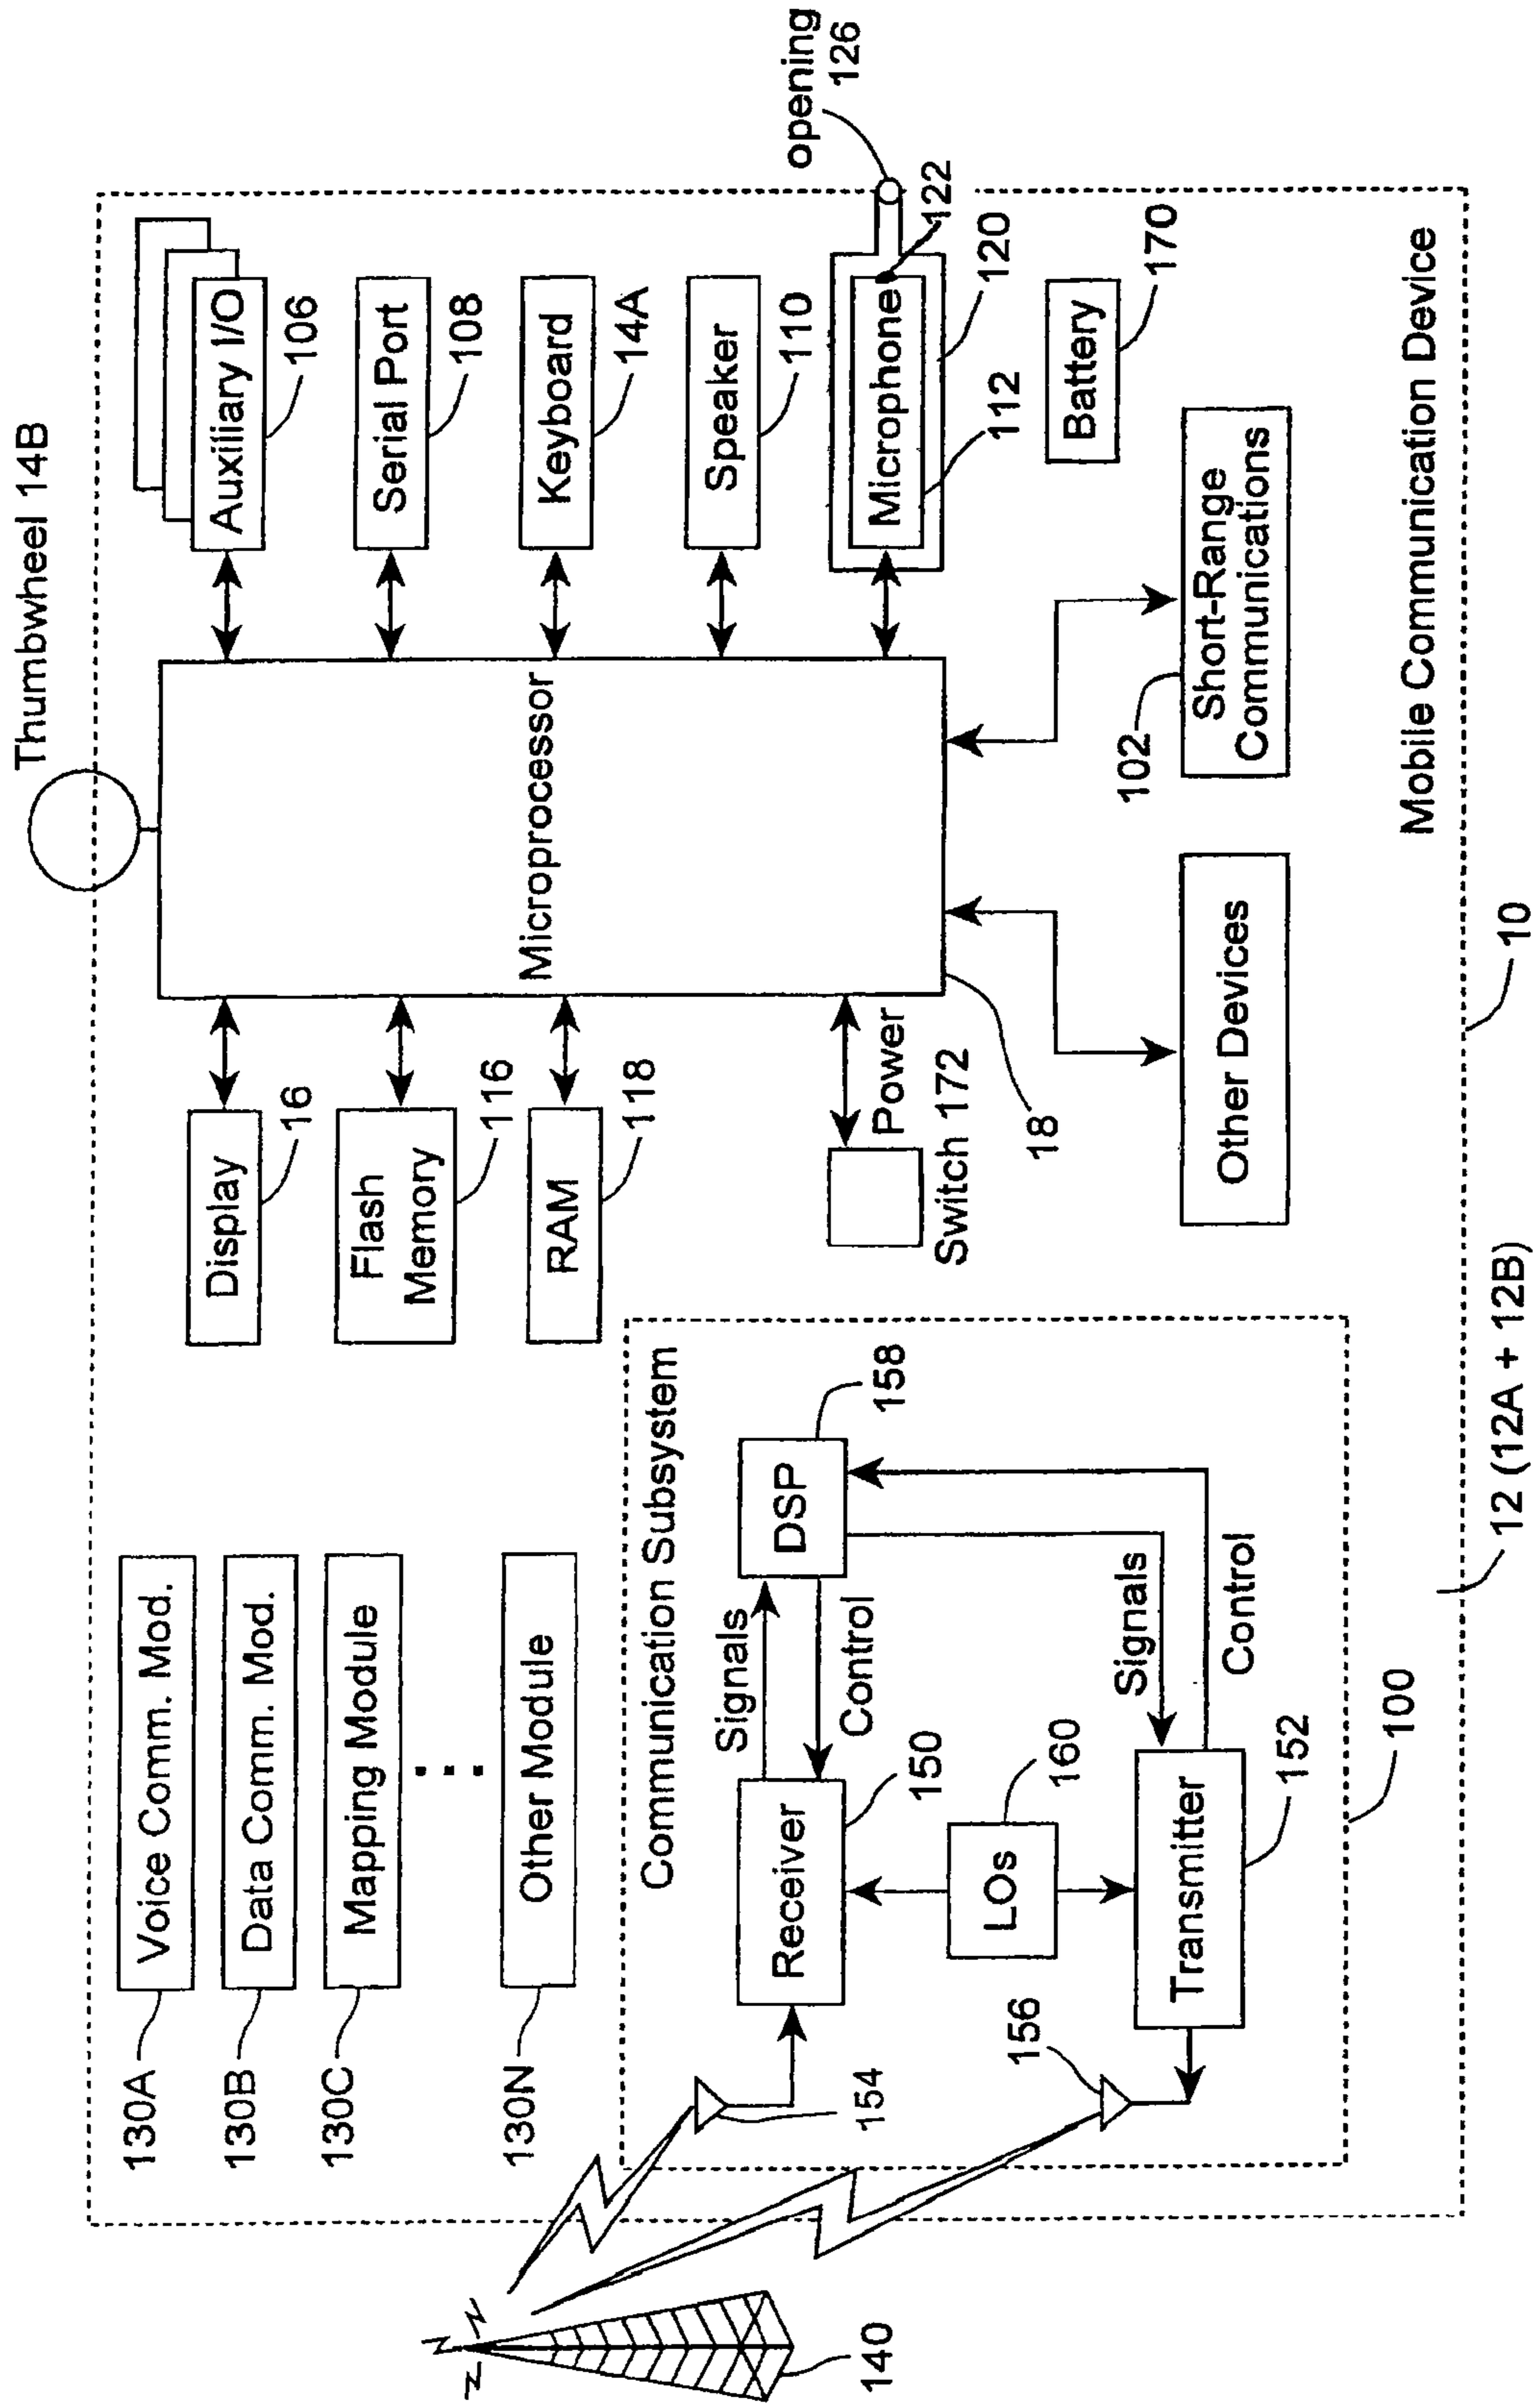 Thumbwheel 14B
130A
Voice Comm. Mod.
130B
Data Comm. Mod.
130C
Mapping Module
130N
Other Module
Display
16
Flash
Memory
116
RAM
118
Power
Switch 172
Microprocessor
18
Auxiliary I/O
106
Serial Port
108
Keyboard
14A
Speaker
110
Microphone
112
122
120
opening
126
Battery
170
Short-Range
Communications
102
Other Devices
Mobile Communication Device
Communication Subsystem
Signals
DSP
158
Control
Receiver
150
LOs
160
Signals
Control
Transmitter
152
154
156
140
100
12 (12A + 12B)
10